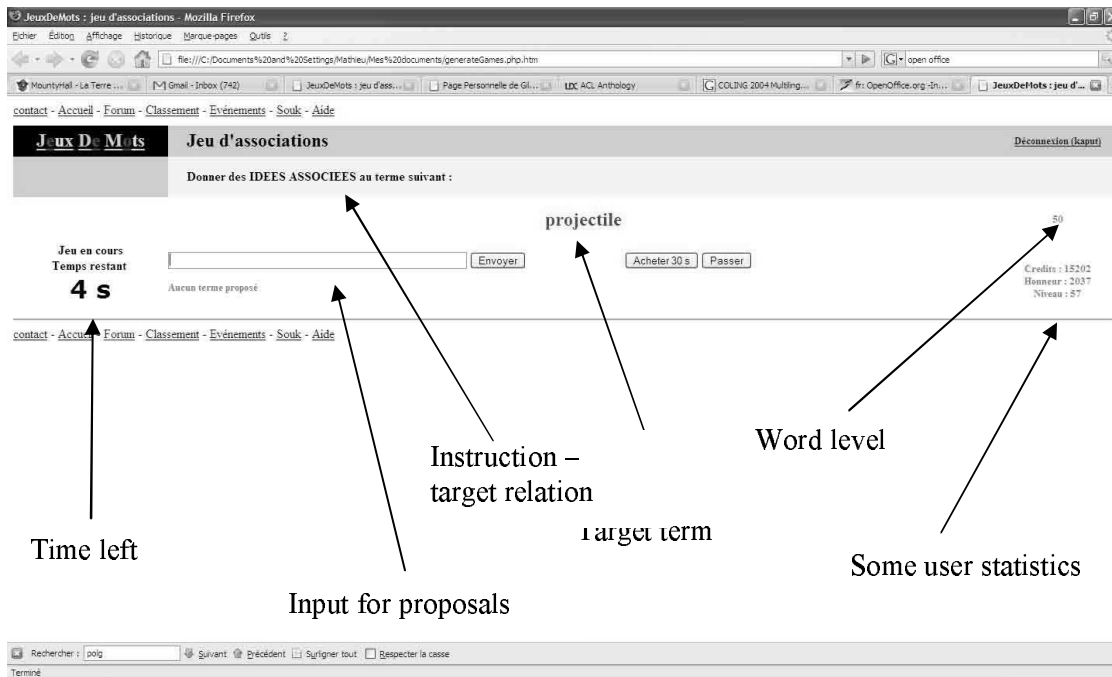 JeuxDeMots : jeu d'associations - Mozilla Firefox
Fichier Édition Affichage Historique Marque-pages Outils ?
file:///C:/Documents%20and%20Settings/Mathieu/Mes%20documents/generateGames.php.htm open office
MountyHall - La Terre ... Gmail - Inbox (742) JeuxDeMots : jeu d'ass... Page Personnelle de Gil... LDC ACL Anthology COLING 2004 Multiling... fr: OpenOffice.org -In... JeuxDeMots : jeu d'...
contact - Accueil - Forum - Classement - Evénements - Souk - Aide
Jeux De Mots Jeu d'associations Déconnexion (kaput)
Donner des IDEES ASSOCIEES au terme suivant :
projectile 50
Jeu en cours
Temps restant
4 s
Envoyer Acheter 30 s Passer
Aucun terme proposé
Credits : 15202
Honneur : 2037
Niveau : 57
contact - Accueil - Forum - Classement - Evénements - Souk - Aide
Word level
Instruction –
target relation
Target term
Time left
Some user statistics
Input for proposals
Rechercher : polg Suivant Précédent Surligner tout Respecter la casse
Terminé